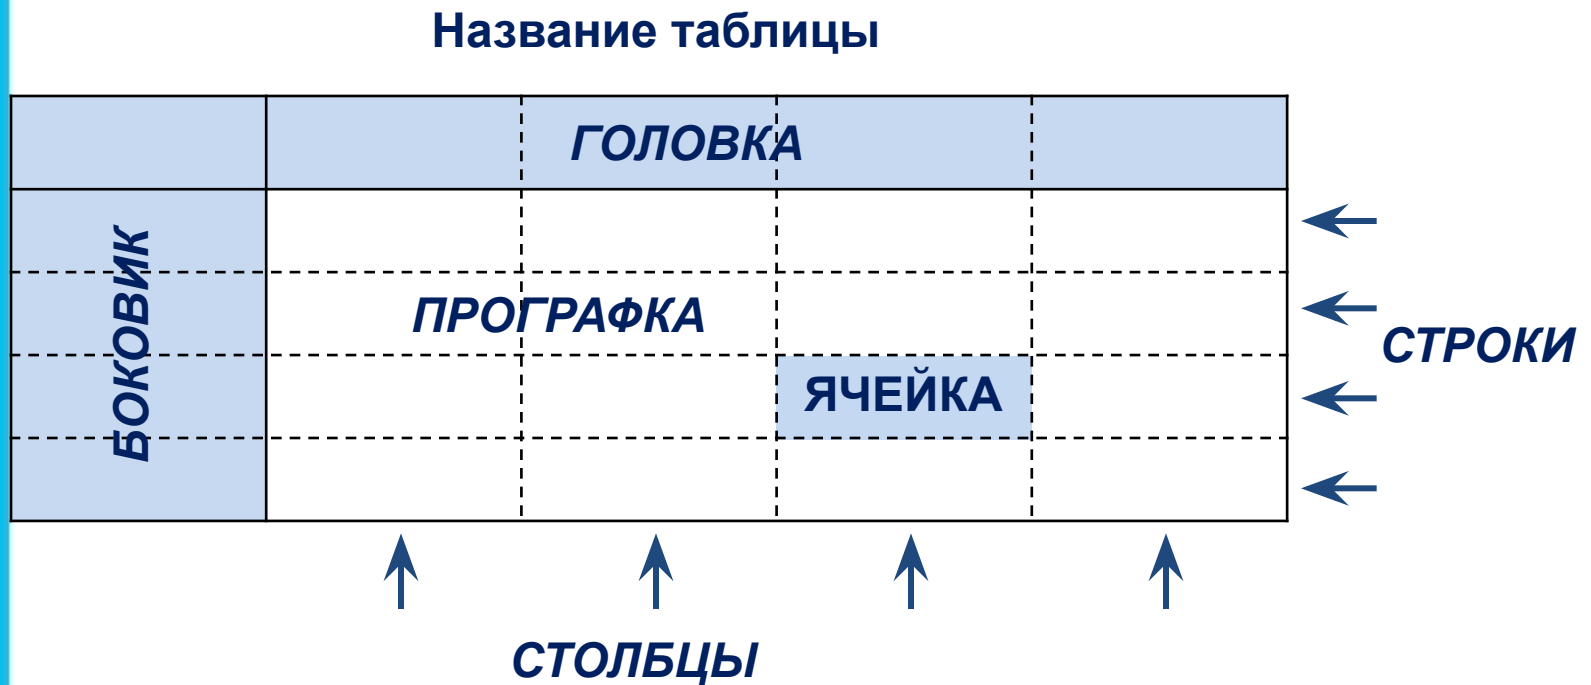 Название таблицы
ГОЛОВКА
БОКОВИК
ПРОГРАФКА
ЯЧЕЙКА
СТРОКИ
СТОЛБЦЫ